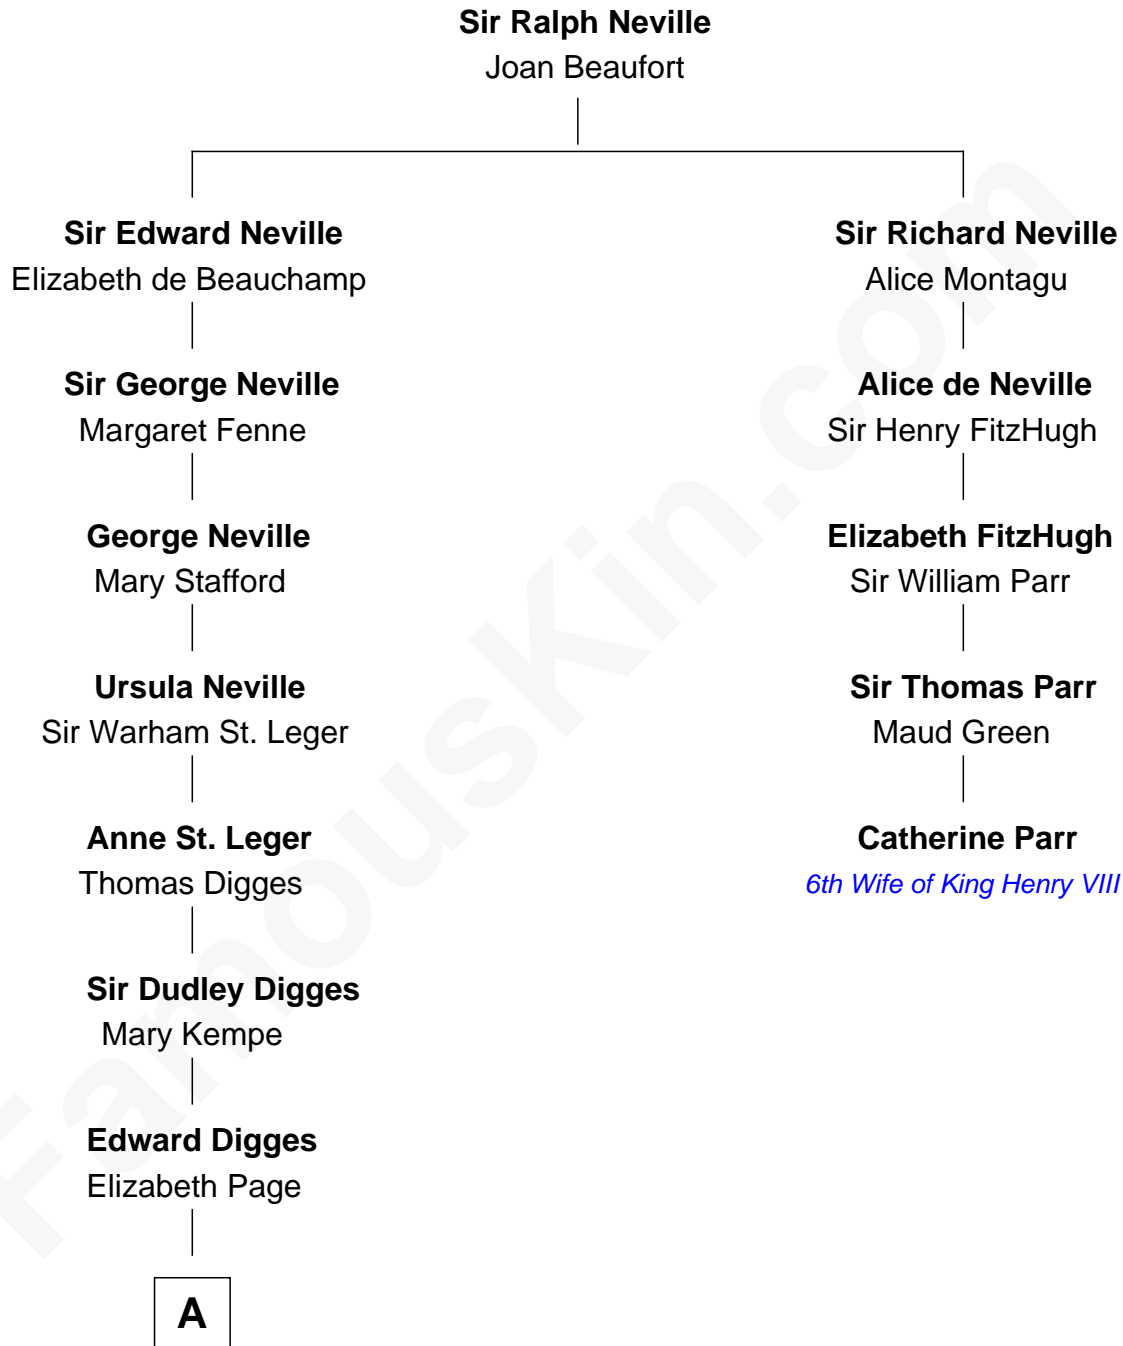 Sir Ralph Neville
Joan Beaufort
Sir Edward Neville
Elizabeth de Beauchamp
Sir George Neville
Margaret Fenne
George Neville
Mary Stafford
Ursula Neville
Sir Warham St. Leger
Anne St. Leger
Thomas Digges
Sir Dudley Digges
Mary Kempe
Edward Digges
Elizabeth Page
A
Sir Richard Neville
Alice Montagu
Alice de Neville
Sir Henry FitzHugh
Elizabeth FitzHugh
Sir William Parr
Sir Thomas Parr
Maud Green
Catherine Parr
6th Wife of King Henry VIII
FamousKin.com